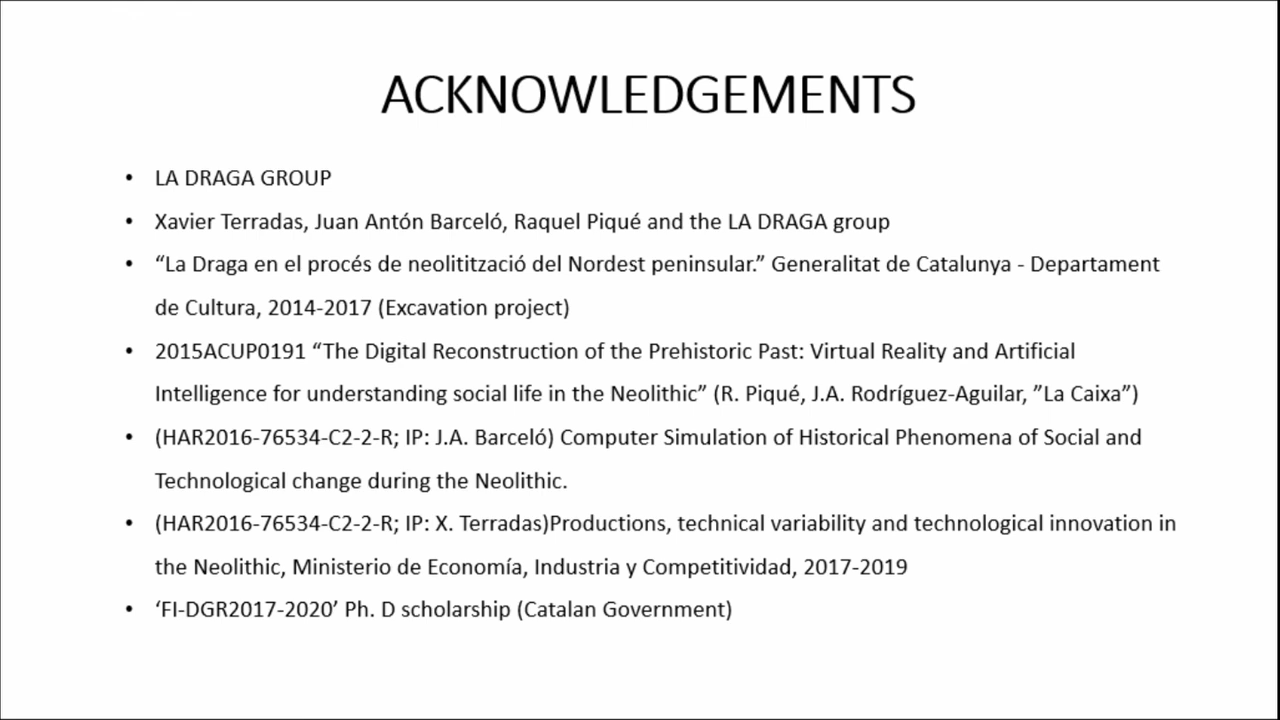 ACKNOWLEDGEMENTS
• LA DRAGA GROUP
• Xavier Terradas, Juan Antón Barceló, Raquel Piqué and the LA DRAGA group
• “La Draga en el procés de neolitització del Nordest peninsular.” Generalitat de Catalunya - Departament
de Cultura, 2014-2017 (Excavation project)
• 2015ACUP0191 “The Digital Reconstruction of the Prehistoric Past: Virtual Reality and Artificial
Intelligence for understanding social life in the Neolithic” (R. Piqué, J.A. Rodríguez-Aguilar, ”La Caixa”)
• (HAR2016-76534-C2-2-R; IP: J.A. Barceló) Computer Simulation of Historical Phenomena of Social and
Technological change during the Neolithic.
• (HAR2016-76534-C2-2-R; IP: X. Terradas)Productions, technical variability and technological innovation in
the Neolithic, Ministerio de Economía, Industria y Competitividad, 2017-2019
• ‘FI-DGR2017-2020’ Ph. D scholarship (Catalan Government)